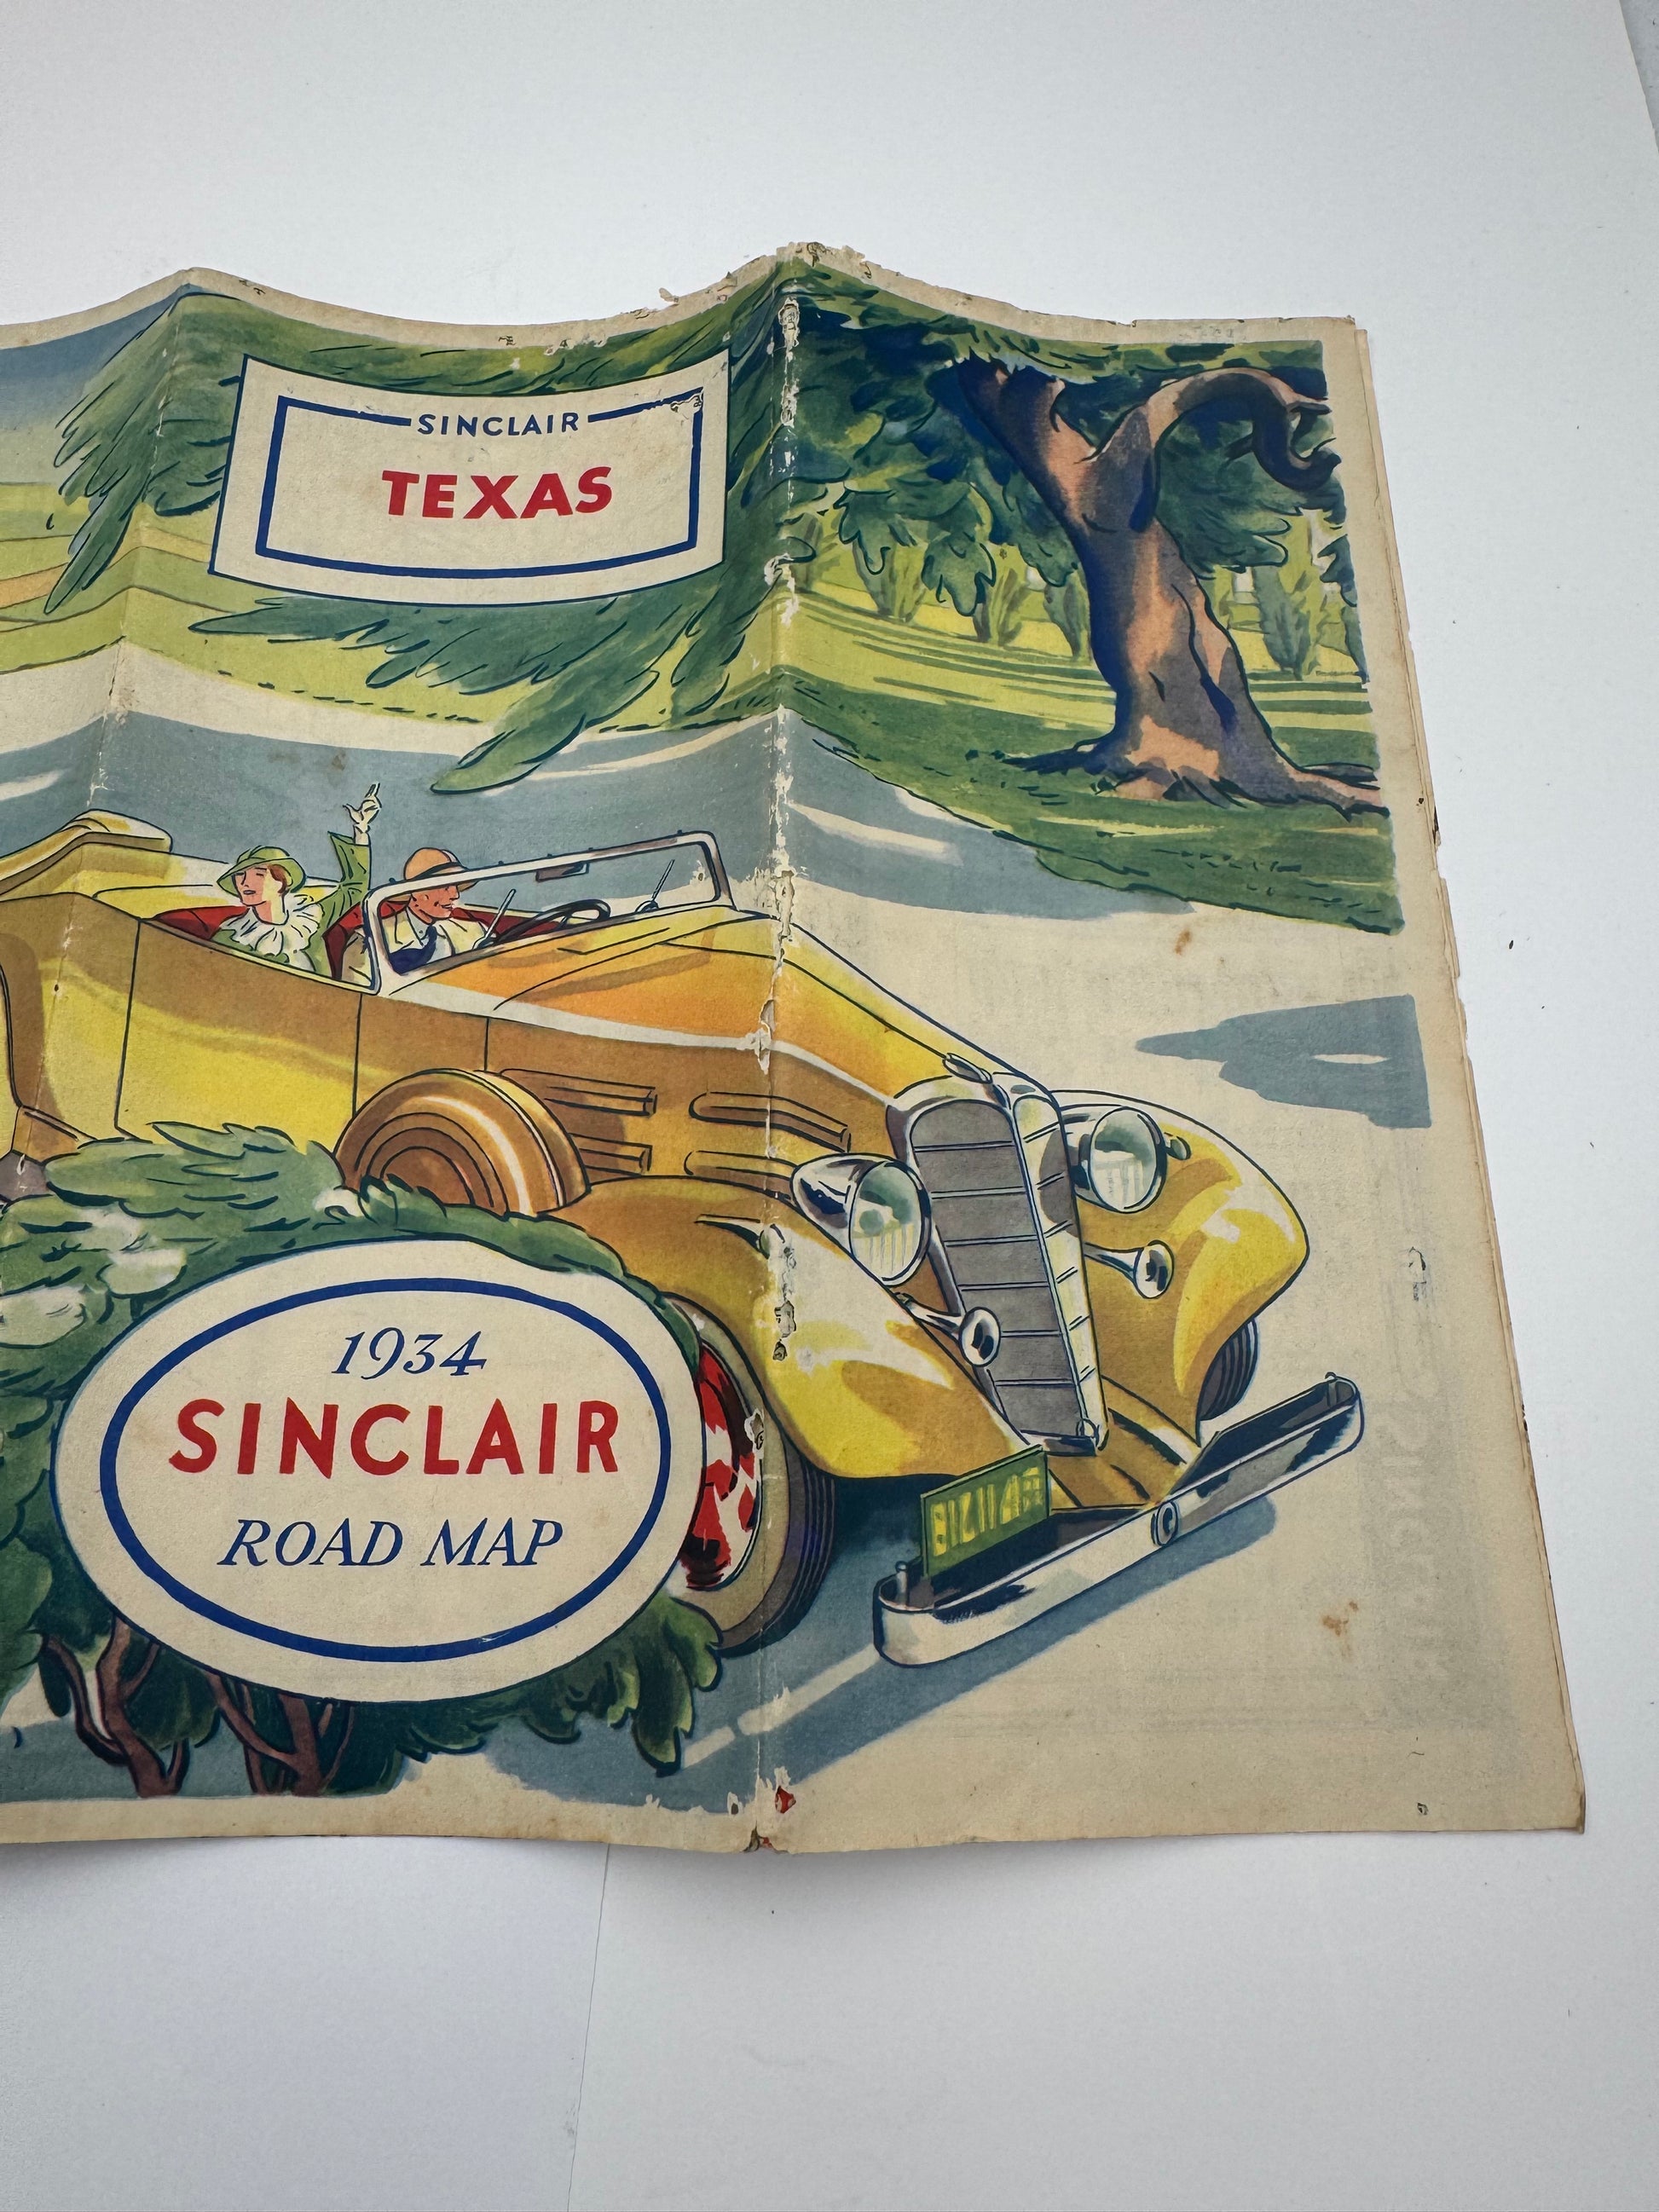 SINCLAIR
TEXAS
1934
SINCLAIR
ROAD MAP